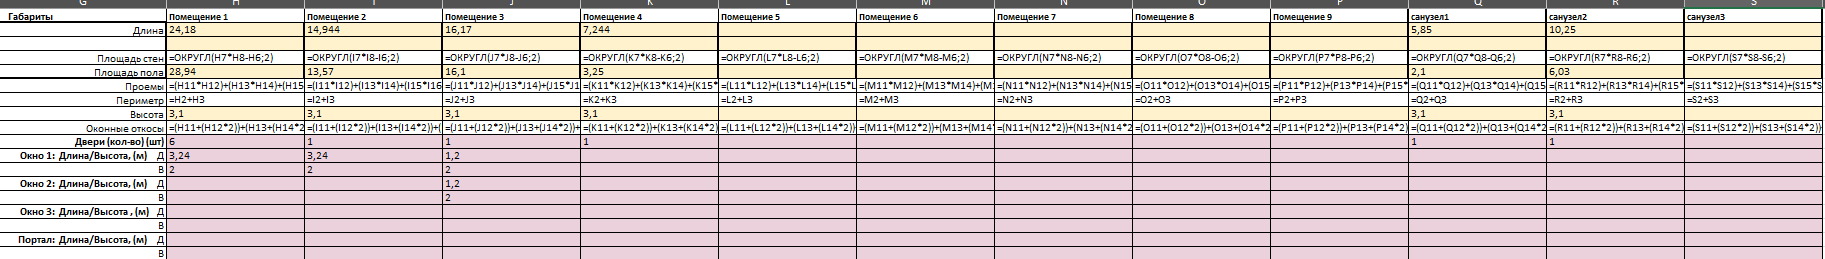 G H I J K L M N O P Q R S
Габариты Помещение 1 Помещение 2 Помещение 3 Помещение 4 Помещение 5 Помещение 6 Помещение 7 Помещение 8 Помещение 9 санузел1 санузел2 санузел3
Длина 24,18 14,944 16,17 7,244 5,85 10,25
Площадь стен =ОКРУГЛ(H7*H8-H6;2) =ОКРУГЛ(I7*I8-I6;2) =ОКРУГЛ(J7*J8-J6;2) =ОКРУГЛ(K7*K8-K6;2) =ОКРУГЛ(L7*L8-L6;2) =ОКРУГЛ(M7*M8-M6;2) =ОКРУГЛ(N7*N8-N6;2) =ОКРУГЛ(O7*O8-O6;2) =ОКРУГЛ(P7*P8-P6;2) =ОКРУГЛ(Q7*Q8-Q6;2) =ОКРУГЛ(R7*R8-R6;2) =ОКРУГЛ(S7*S8-S6;2)
Площадь пола 28,94 13,57 16,1 3,25 2,1 6,03
Проемы =(H11*H12)+(H13*H14)+(H15 =(I11*I12)+(I13*I14)+(I15*I16 =(J11*J12)+(J13*J14)+(J15*J1 =(K11*K12)+(K13*K14)+(K15* =(L11*L12)+(L13*L14)+(L15*L =(M11*M12)+(M13*M14)+(M =(N11*N12)+(N13*N14)+(N15 =(O11*O12)+(O13*O14)+(O15 =(P11*P12)+(P13*P14)+(P15* =(Q11*Q12)+(Q13*Q14)+(Q15 =(R11*R12)+(R13*R14)+(R15* =(S11*S12)+(S13*S14)+(S15*S
Периметр =H2+H3 =I2+I3 =J2+J3 =K2+K3 =L2+L3 =M2+M3 =N2+N3 =O2+O3 =P2+P3 =Q2+Q3 =R2+R3 =S2+S3
Высота 3,1 3,1 3,1 3,1 3,1 3,1
Оконные откосы =(H11+(H12*2))+(H13+(H14*2 =(I11+(I12*2))+(I13+(I14*2))+( =(J11+(J12*2))+(J13+(J14*2))+ =(K11+(K12*2))+(K13+(K14*2) =(L11+(L12*2))+(L13+(L14*2)) =(M11+(M12*2))+(M13+(M14 =(N11+(N12*2))+(N13+(N14*2 =(O11+(O12*2))+(O13+(O14*2 =(P11+(P12*2))+(P13+(P14*2) =(Q11+(Q12*2))+(Q13+(Q14*2 =(R11+(R12*2))+(R13+(R14*2) =(S11+(S12*2))+(S13+(S14*2))
Двери (кол-во) (шт) 6 1 1 1 1 1
Окно 1: Длина/Высота, (м) Д 3,24 3,24 1,2
В 2 2 2
Окно 2: Длина/Высота, (м) Д 1,2
В 2
Окно 3: Длина/Высота , (м) Д
В
Портал: Длина/Высота, (м) Д
В